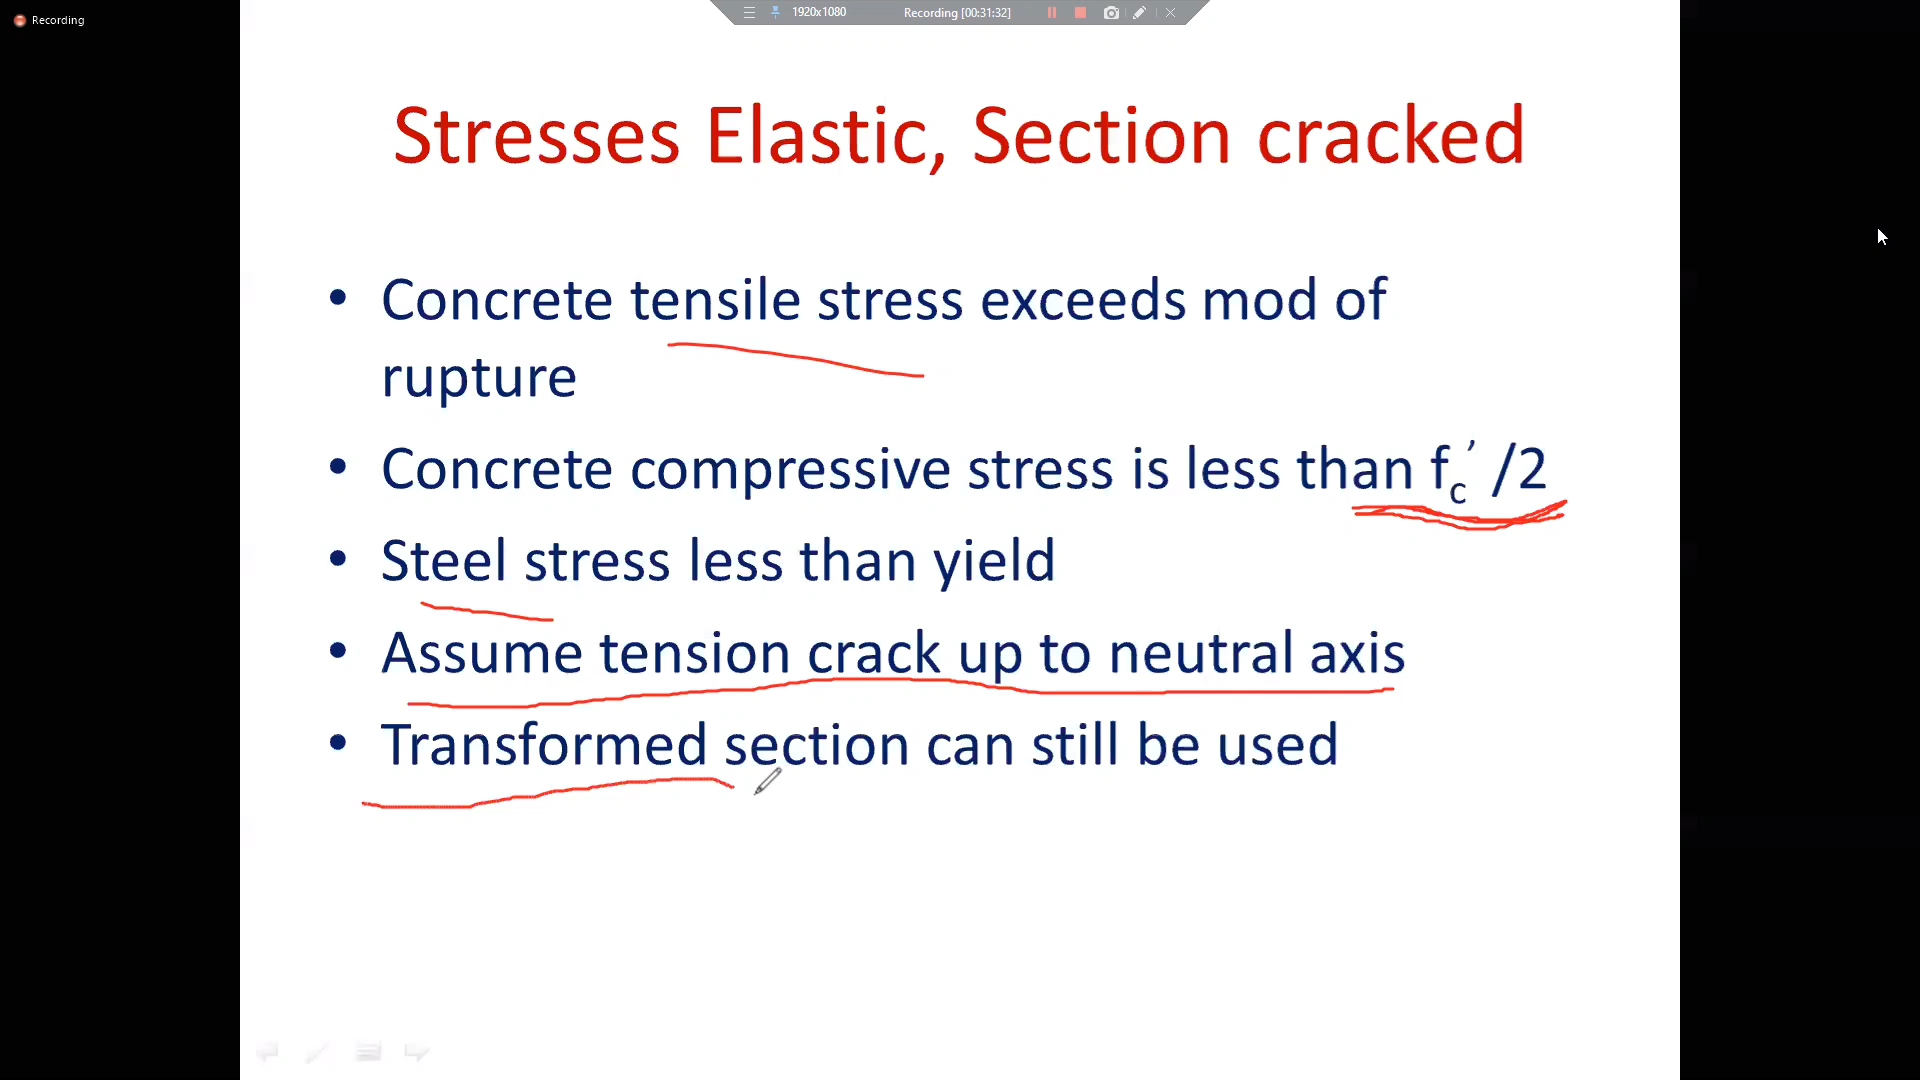 Recording
1920x1080 Recording [00:31:32]
Stresses Elastic, Section cracked
• Concrete tensile stress exceeds mod of
rupture
• Concrete compressive stress is less than fc′ /2
• Steel stress less than yield
• Assume tension crack up to neutral axis
• Transformed section can still be used